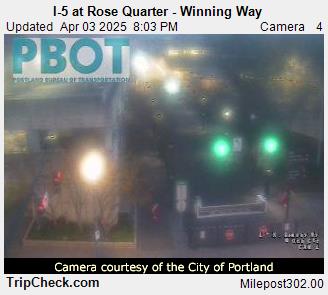 I-5 at Rose Quarter - Winning Way
Updated Apr 03 2025 8:03 PM Camera 4
PBOT
PORTLAND BUREAU OF TRANSPORTATION
Camera courtesy of the City of Portland
TripCheck.com Milepost302.00